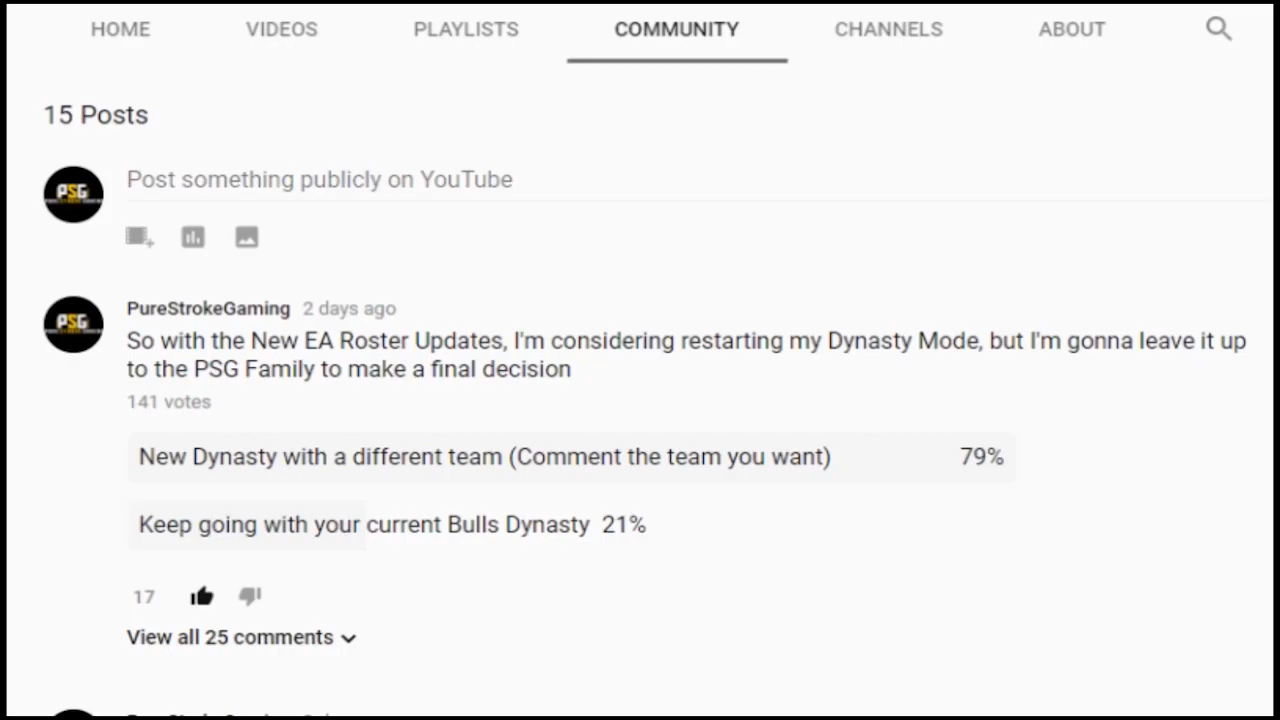 HOME VIDEOS PLAYLISTS COMMUNITY CHANNELS ABOUT
15 Posts
PSG
Post something publicly on YouTube
PSG
PureStrokeGaming 2 days ago
So with the New EA Roster Updates, I'm considering restarting my Dynasty Mode, but I'm gonna leave it up
to the PSG Family to make a final decision
141 votes
New Dynasty with a different team (Comment the team you want) 79%
Keep going with your current Bulls Dynasty 21%
17
View all 25 comments